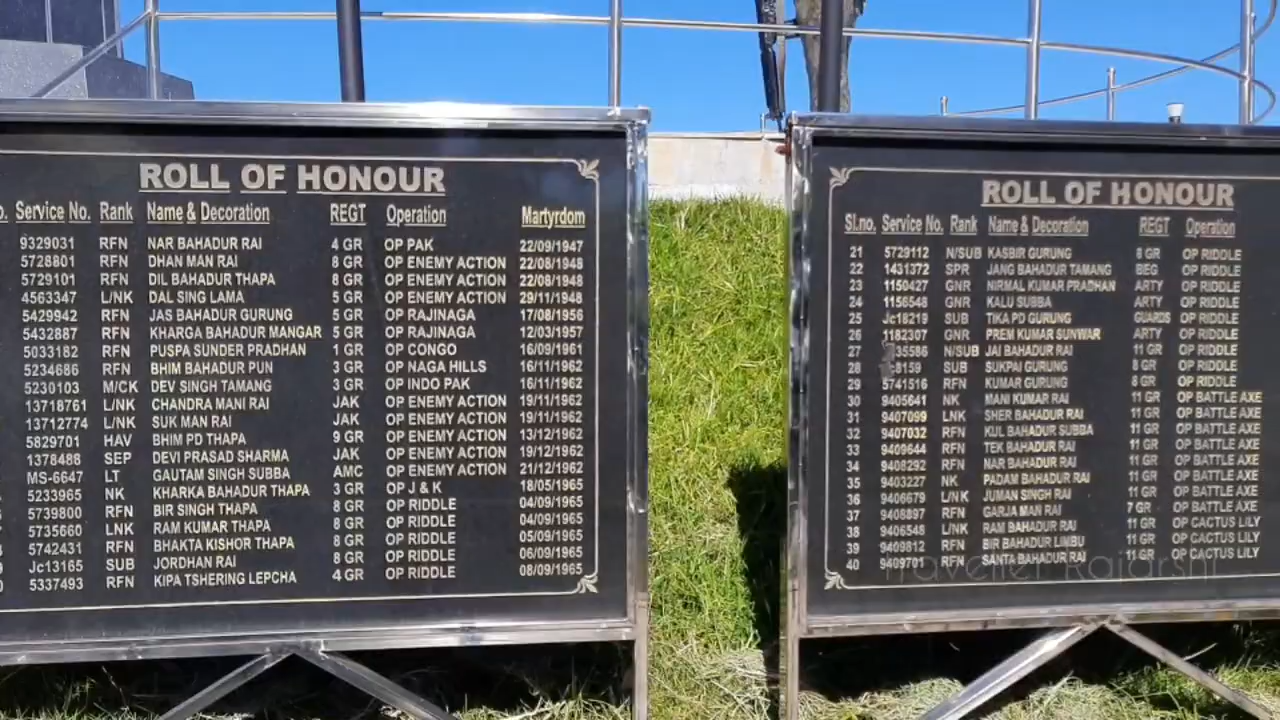 ROLL OF HONOUR
Service No. Rank Name & Decoration REGT Operation Martyrdom
9329031 RFN NAR BAHADUR RAI 4 GR OP PAK 22/09/1947
5728801 RFN DHAN MAN RAI 8 GR OP ENEMY ACTION 22/08/1948
5729101 RFN DIL BAHADUR THAPA 8 GR OP ENEMY ACTION 22/08/1948
4563347 L/NK DAL SING LAMA 5 GR OP ENEMY ACTION 29/11/1948
5429942 RFN JAS BAHADUR GURUNG 5 GR OP RAJINAGA 17/08/1956
5432887 RFN KHARGA BAHADUR MANGAR 5 GR OP RAJINAGA 12/03/1957
5033182 RFN PUSPA SUNDER PRADHAN 1 GR OP CONGO 16/09/1961
5234686 RFN BHIM BAHADUR PUN 3 GR OP NAGA HILLS 16/11/1962
5230103 M/CK DEV SINGH TAMANG 3 GR OP INDO PAK 16/11/1962
13718761 L/NK CHANDRA MANI RAI JAK OP ENEMY ACTION 19/11/1962
13712774 L/NK SUK MAN RAI JAK OP ENEMY ACTION 19/11/1962
5829701 HAV BHIM PD THAPA 9 GR OP ENEMY ACTION 13/12/1962
1378488 SEP DEVI PRASAD SHARMA JAK OP ENEMY ACTION 19/12/1962
MS-6647 LT GAUTAM SINGH SUBBA AMC OP ENEMY ACTION 21/12/1962
5233965 NK KHARKA BAHADUR THAPA 3 GR OP J & K 18/05/1965
5739800 RFN BIR SINGH THAPA 8 GR OP RIDDLE 04/09/1965
5735660 LNK RAM KUMAR THAPA 8 GR OP RIDDLE 04/09/1965
5742431 RFN BHAKTA KISHOR THAPA 8 GR OP RIDDLE 05/09/1965
Jc13165 SUB JORDHAN RAI 8 GR OP RIDDLE 06/09/1965
5337493 RFN KIPA TSHERING LEPCHA 4 GR OP RIDDLE 08/09/1965
ROLL OF HONOUR
Sl.no. Service No. Rank Name & Decoration REGT Operation
21 5729112 N/SUB KASBIR GURUNG 8 GR OP RIDDLE
22 1431372 SPR JANG BAHADUR TAMANG BEG OP RIDDLE
23 1150427 GNR NIRMAL KUMAR PRADHAN ARTY OP RIDDLE
24 1156548 GNR KALU SUBBA ARTY OP RIDDLE
25 Jc18219 SUB TIKA PD GURUNG GUARDS OP RIDDLE
26 1182307 GNR PREM KUMAR SUNWAR ARTY OP RIDDLE
27 35586 N/SUB JAI BAHADUR RAI 11 GR OP RIDDLE
28 8159 SUB SUKPAI GURUNG 8 GR OP RIDDLE
29 5741516 RFN KUMAR GURUNG 8 GR OP RIDDLE
30 9405641 NK MANI KUMAR RAI 11 GR OP BATTLE AXE
31 9407099 LNK SHER BAHADUR RAI 11 GR OP BATTLE AXE
32 9407032 RFN KUL BAHADUR SUBBA 11 GR OP BATTLE AXE
33 9409644 RFN TEK BAHADUR RAI 11 GR OP BATTLE AXE
34 9408292 RFN NAR BAHADUR RAI 11 GR OP BATTLE AXE
35 9403227 NK PADAM BAHADUR RAI 11 GR OP BATTLE AXE
36 9406679 L/NK JUMAN SINGH RAI 11 GR OP BATTLE AXE
37 9408897 RFN GARJA MAN RAI 7 GR OP BATTLE AXE
38 9406548 L/NK RAM BAHADUR RAI 11 GR OP CACTUS LILY
39 9409812 RFN BIR BAHADUR LIMBU 11 GR OP CACTUS LILY
40 9409701 RFN SANTA BAHADUR RAI 11 GR OP CACTUS LILY
Traveller Rajarshi